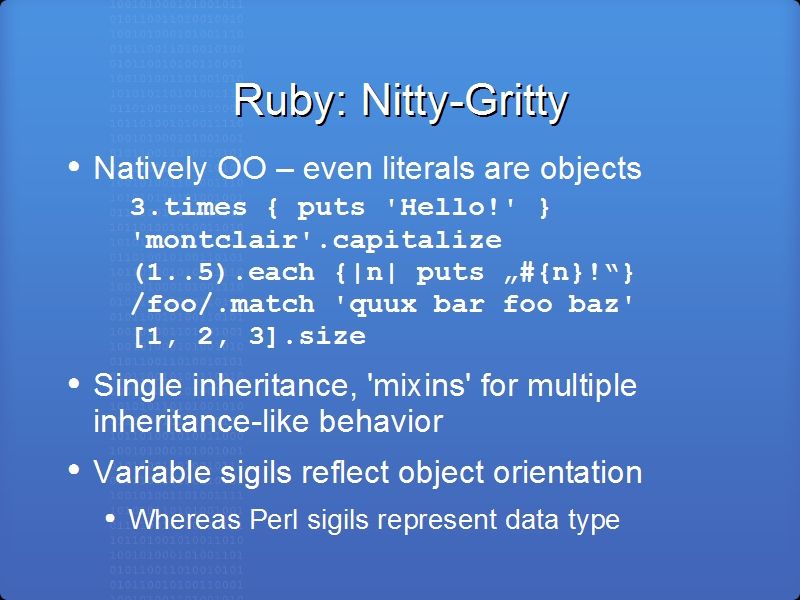 Ruby: Nitty-Gritty
• Natively OO – even literals are objects
3.times { puts 'Hello!' }
'montclair'.capitalize
(1..5).each {|n| puts „#{n}!“}
/foo/.match 'quux bar foo baz'
[1, 2, 3].size
• Single inheritance, 'mixins' for multiple
inheritance-like behavior
• Variable sigils reflect object orientation
• Whereas Perl sigils represent data type